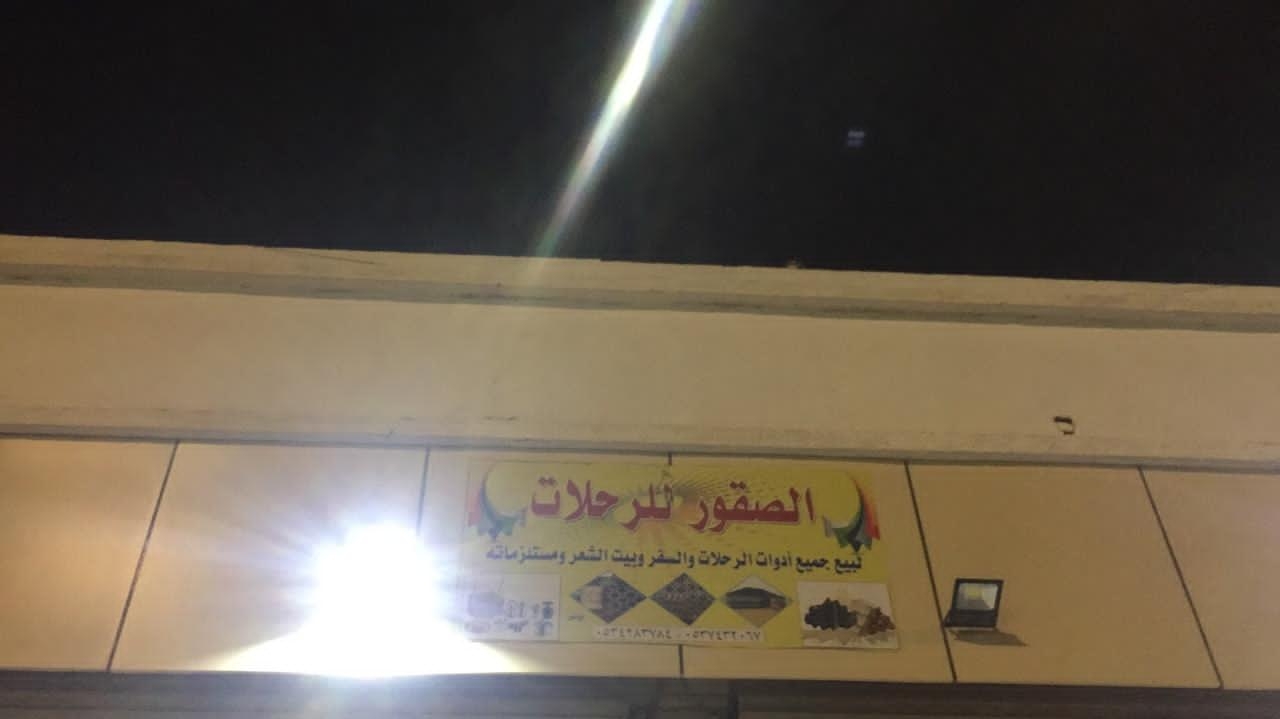 الصقور للرحلات
لبيع جميع أدوات الرحلات والسفر وبيت الشعر ومستلزماته
٠٥٣٤٢٨٣٧٨٤ - ٠٥٣٧٤٣٢٠٦٧